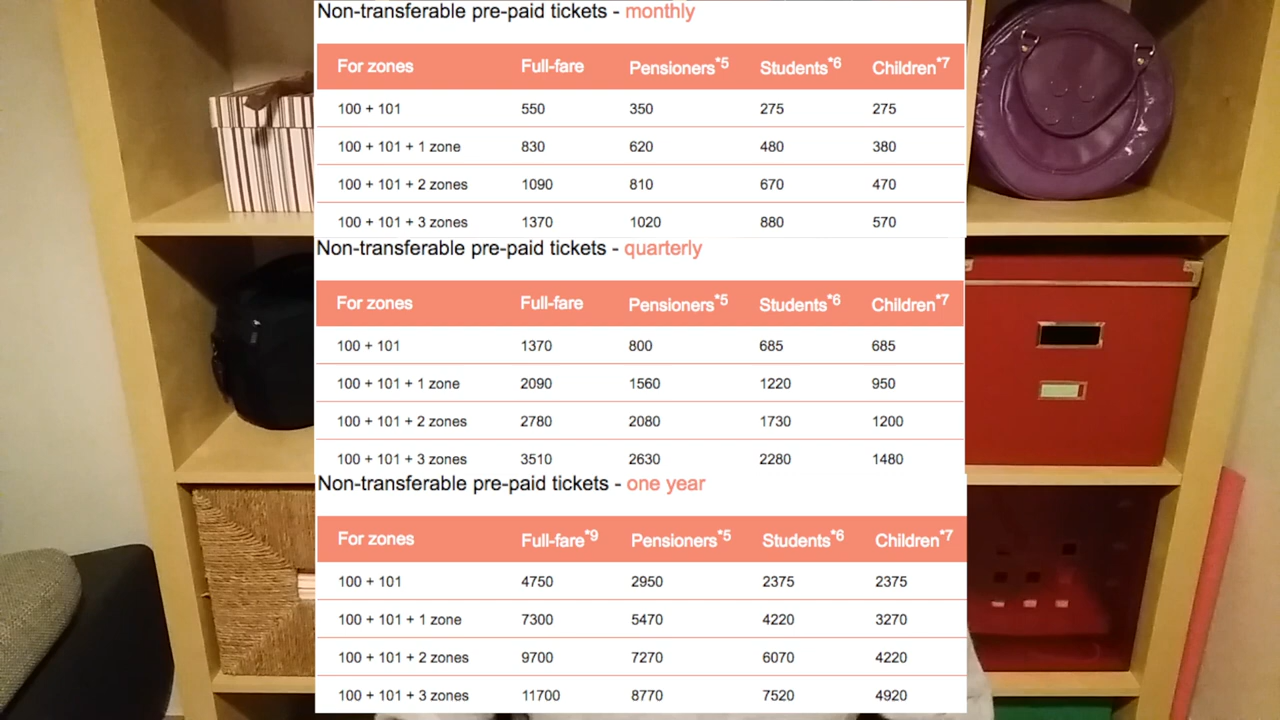 Non-transferable pre-paid tickets - monthly
For zones Full-fare Pensioners*5 Students*6 Children*7
100 + 101 550 350 275 275
100 + 101 + 1 zone 830 620 480 380
100 + 101 + 2 zones 1090 810 670 470
100 + 101 + 3 zones 1370 1020 880 570
Non-transferable pre-paid tickets - quarterly
For zones Full-fare Pensioners*5 Students*6 Children*7
100 + 101 1370 800 685 685
100 + 101 + 1 zone 2090 1560 1220 950
100 + 101 + 2 zones 2780 2080 1730 1200
100 + 101 + 3 zones 3510 2630 2280 1480
Non-transferable pre-paid tickets - one year
For zones Full-fare*9 Pensioners*5 Students*6 Children*7
100 + 101 4750 2950 2375 2375
100 + 101 + 1 zone 7300 5470 4220 3270
100 + 101 + 2 zones 9700 7270 6070 4220
100 + 101 + 3 zones 11700 8770 7520 4920